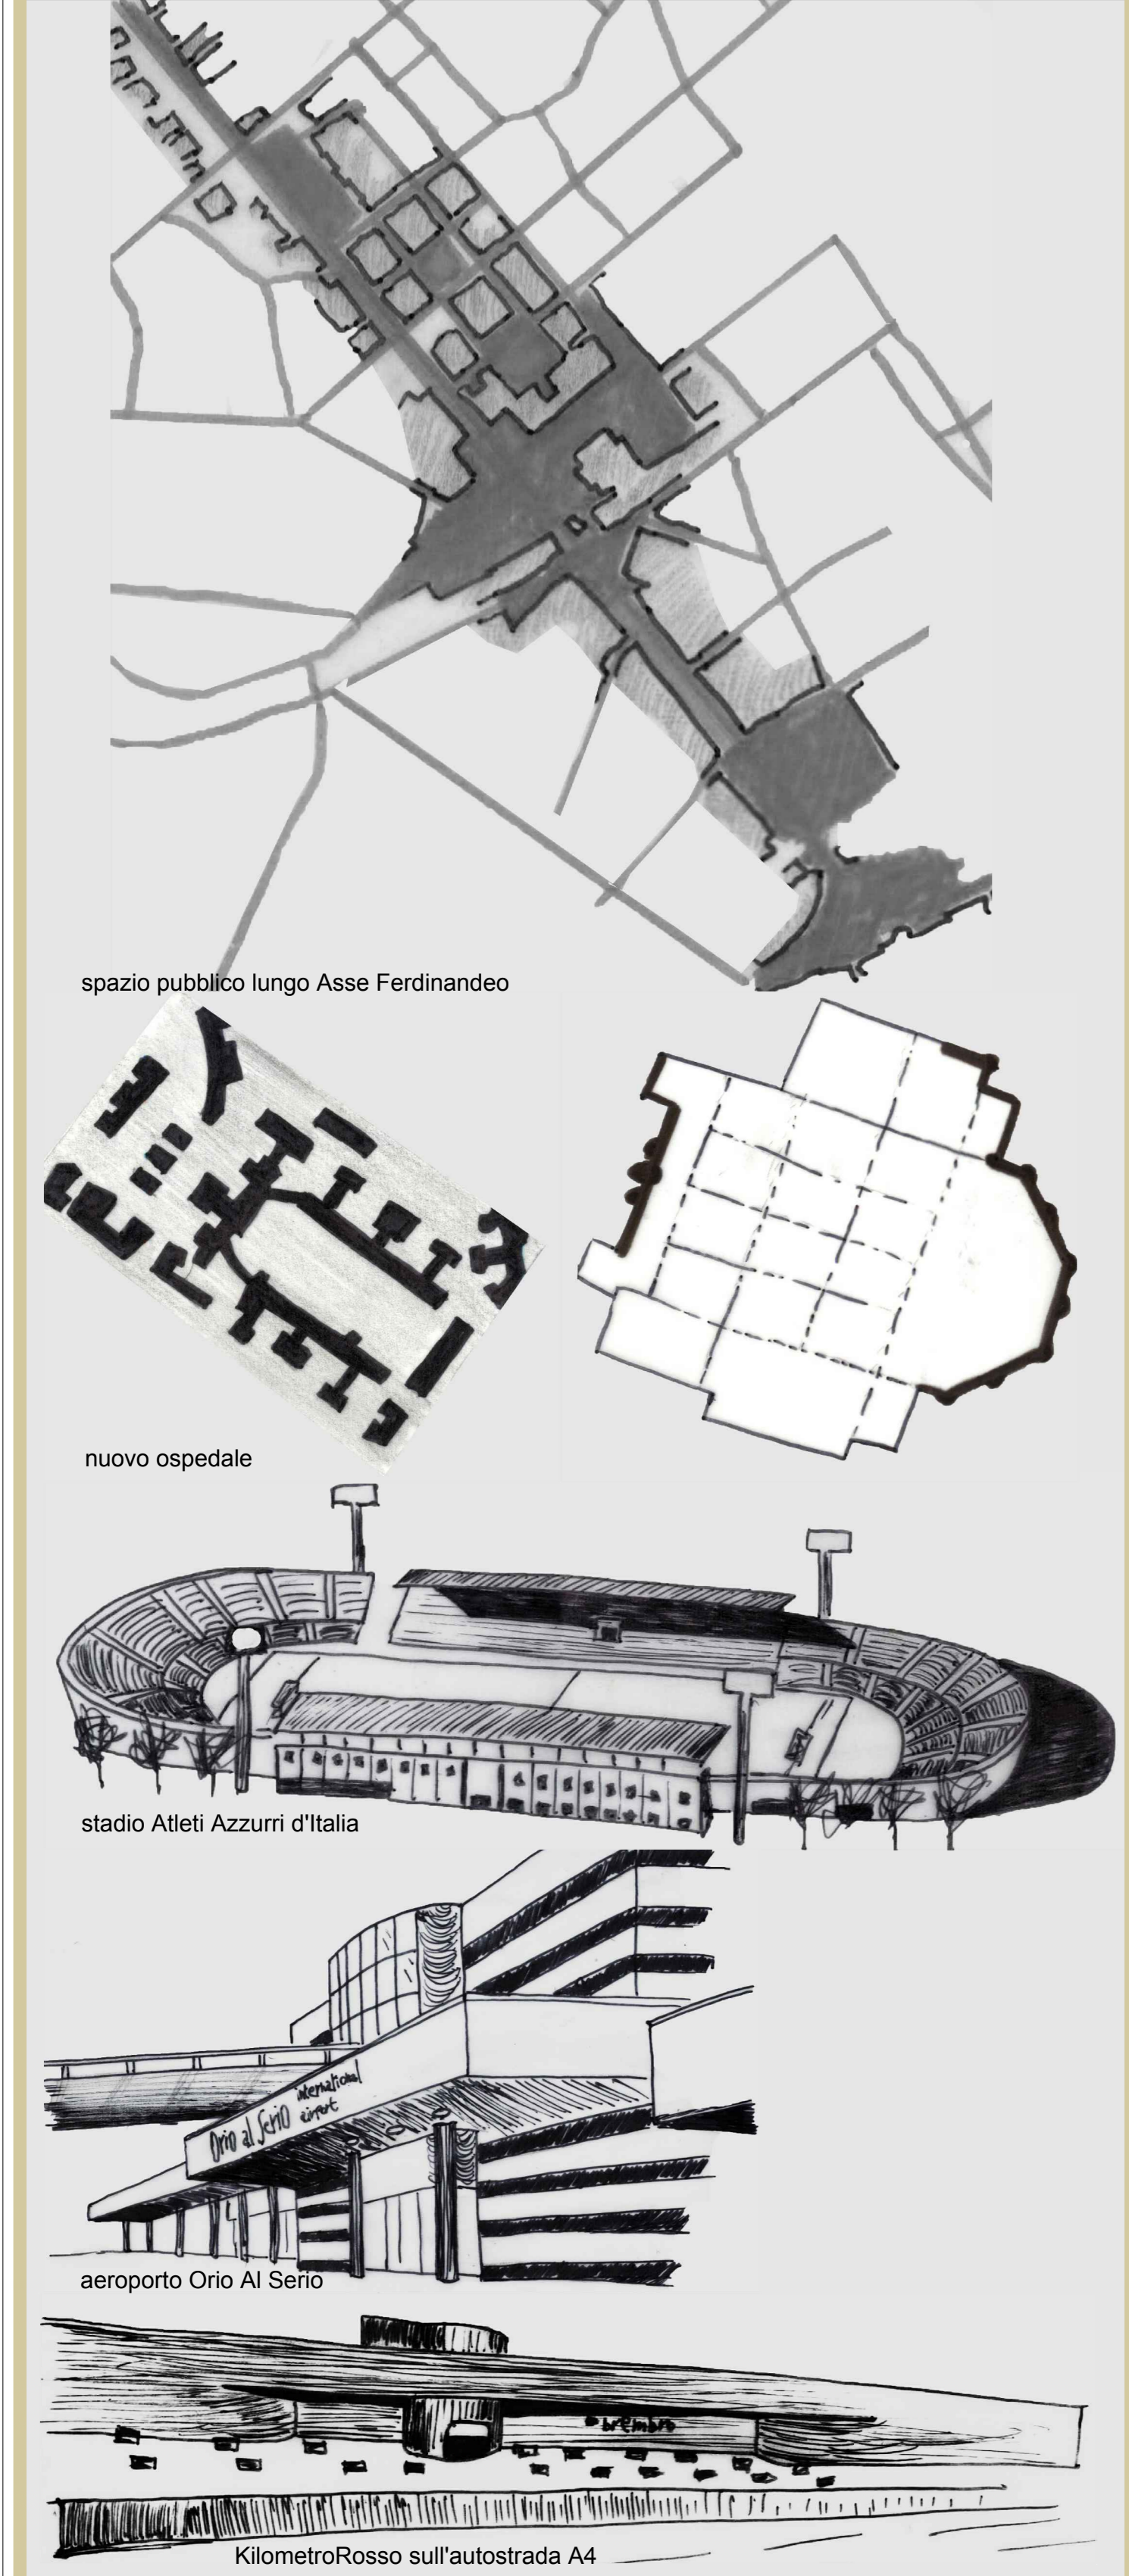 spazio pubblico lungo Asse Ferdinandeo
nuovo ospedale
stadio Atleti Azzurri d'Italia
Orio al Serio international
airport
aeroporto Orio Al Serio
brembo
KilometroRosso sull'autostrada A4